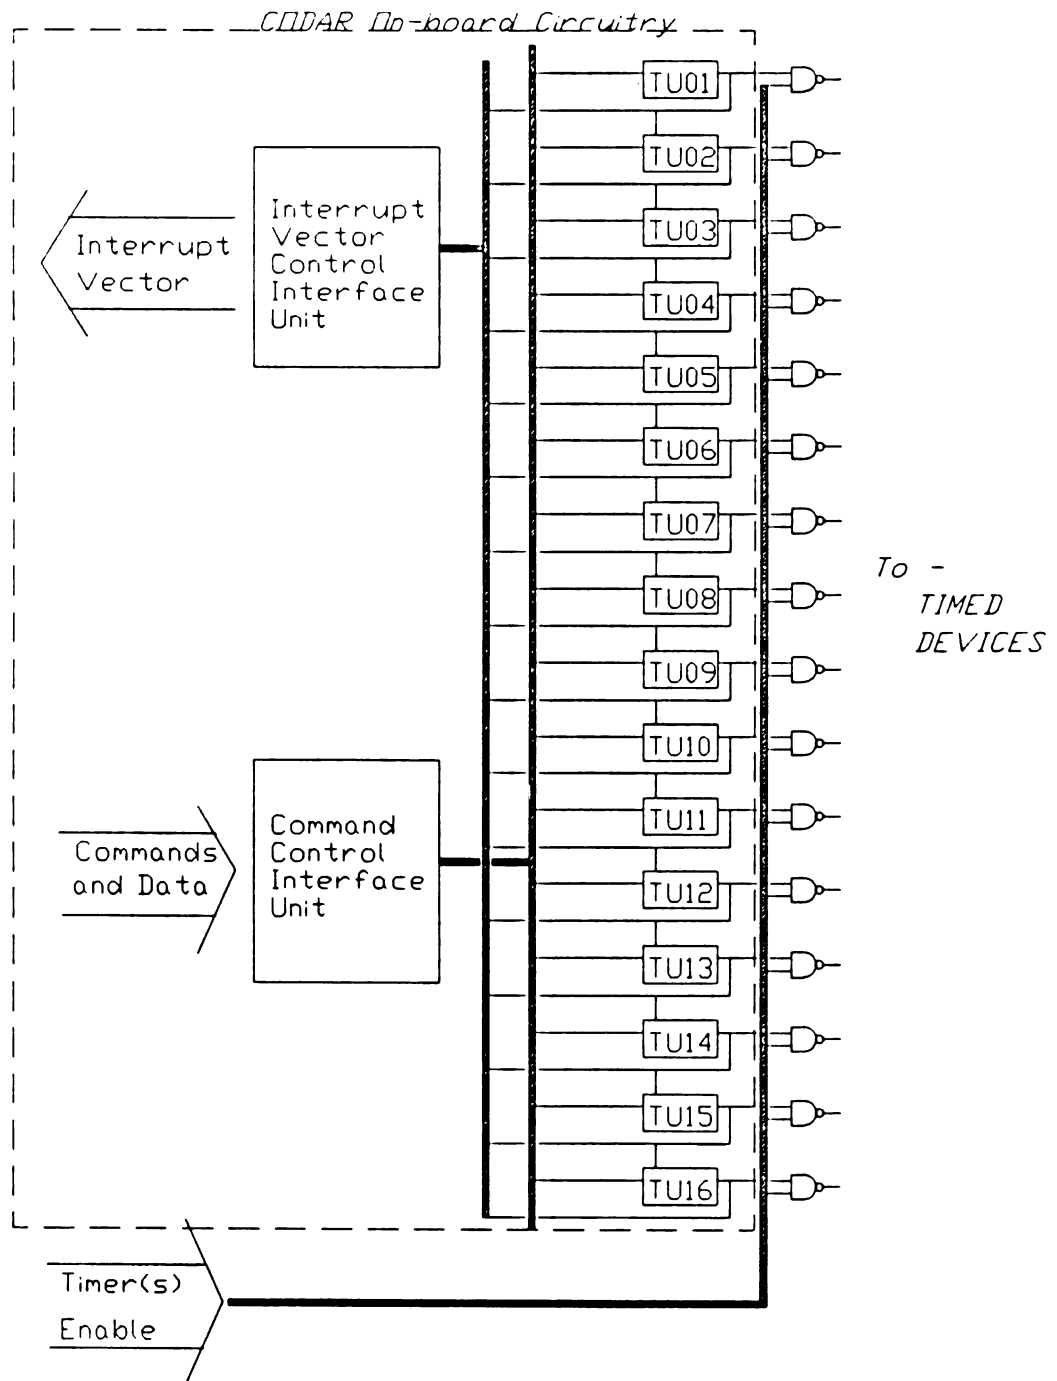 CODAR On-board Circuitry
TU01
TU02
Interrupt
Vector
Control
Interface
Unit
Interrupt
Vector
TU03
TU04
TU05
TU06
TU07
To -
TIMED
DEVICES
TU08
TU09
TU10
Command
Control
Interface
Unit
Commands
and Data
TU11
TU12
TU13
TU14
TU15
TU16
Timer(s)
Enable